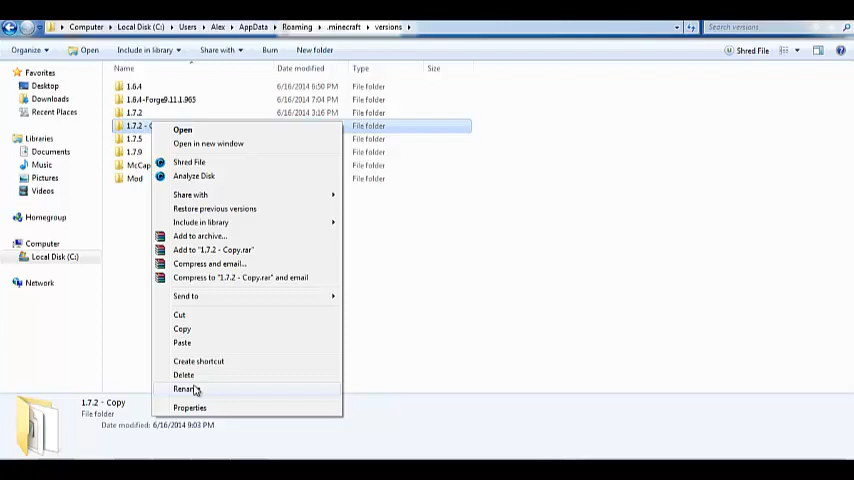 Computer ▸ Local Disk (C:) ▸ Users ▸ Alex ▸ AppData ▸ Roaming ▸ .minecraft ▸ versions ▸
Search versions
Organize Open Include in library Share with Burn New folder Shred File
Name Date modified Type Size
Favorites
Desktop
Downloads
Recent Places
Libraries
Documents
Music
Pictures
Videos
Homegroup
Computer
Local Disk (C:)
Network
1.6.4 6/16/2014 6:50 PM File folder
1.6.4-Forge9.11.1.965 6/16/2014 7:04 PM File folder
1.7.2 6/16/2014 3:16 PM File folder
1.7.2 - File folder
1.7.5 File folder
1.7.9 File folder
McCap File folder
Mod File folder
Open
Open in new window
Shred File
Analyze Disk
Share with
Restore previous versions
Include in library
Add to archive...
Add to "1.7.2 - Copy.rar"
Compress and email...
Compress to "1.7.2 - Copy.rar" and email
Send to
Cut
Copy
Paste
Create shortcut
Delete
Rename
Properties
1.7.2 - Copy
File folder
Date modified: 6/16/2014 9:03 PM